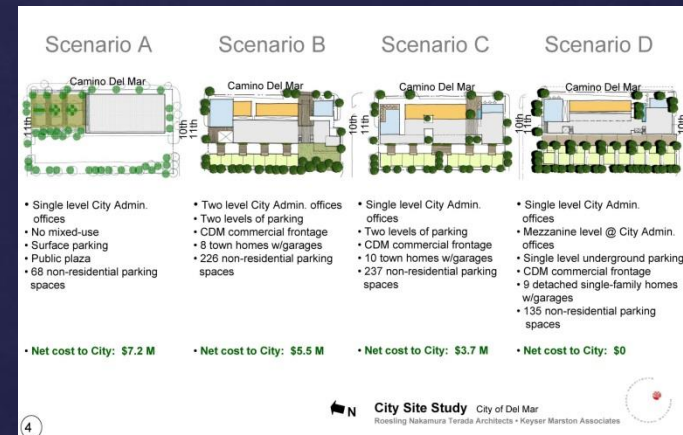 Scenario A
Scenario B
Scenario C
Scenario D
Camino Del Mar
11th
10th
Camino Del Mar
11th
10th
Camino Del Mar
11th
10th
Camino Del Mar
11th
10th
• Single level City Admin.
offices
• No mixed-use
• Surface parking
• Public plaza
• 68 non-residential parking
spaces
• Net cost to City: $7.2 M
• Two level City Admin. offices
• Two levels of parking
• CDM commercial frontage
• 8 town homes w/garages
• 226 non-residential parking
spaces
• Net cost to City: $5.5 M
• Single level City Admin.
offices
• Two levels of parking
• CDM commercial frontage
• 10 town homes w/garages
• 237 non-residential parking
spaces
• Net cost to City: $3.7 M
• Single level City Admin.
offices
• Mezzanine level @ City Admin.
offices
• Single level underground parking
• CDM commercial frontage
• 9 detached single-family homes
w/garages
• 135 non-residential parking
spaces
• Net cost to City: $0
N
City Site Study City of Del Mar
Roesling Nakamura Terada Architects • Keyser Marston Associates
4